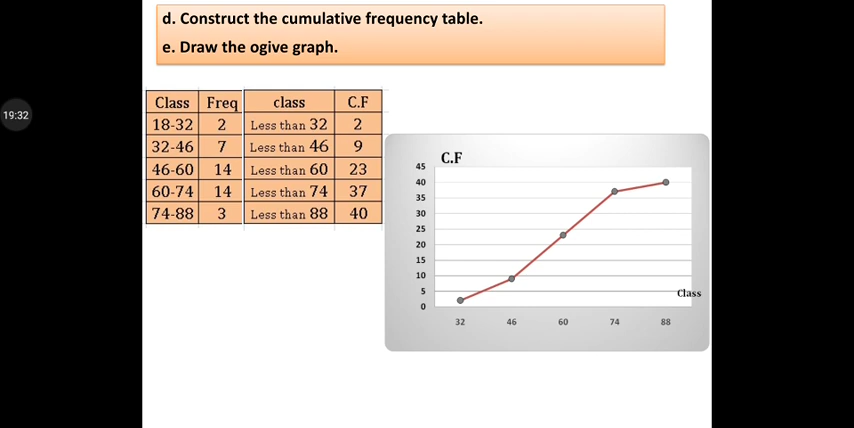 d. Construct the cumulative frequency table.
e. Draw the ogive graph.
19:32
Class Freq class C.F
18-32 2 Less than 32 2
32-46 7 Less than 46 9
46-60 14 Less than 60 23
60-74 14 Less than 74 37
74-88 3 Less than 88 40
C.F
45
40
35
30
25
20
15
10
5
0
Class
32 46 60 74 88